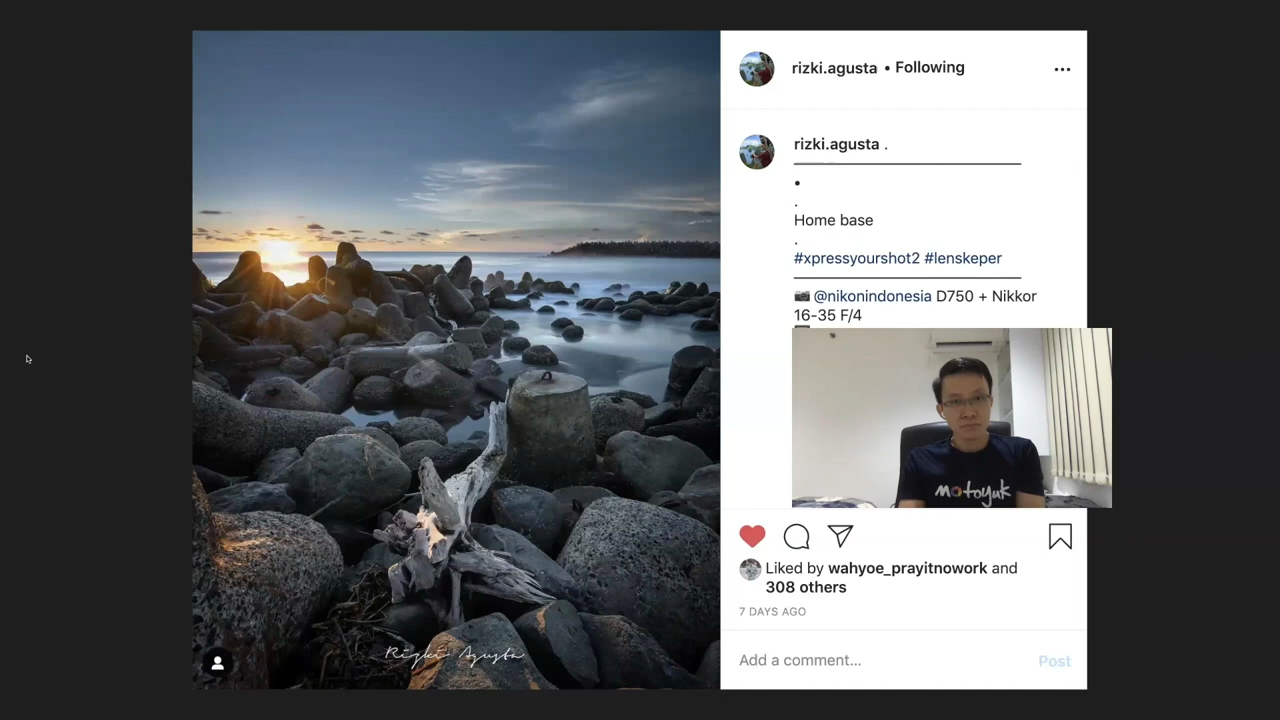 rizki.agusta • Following
rizki.agusta .
•
.
Home base
.
#xpressyourshot2 #lenskeper
@nikonindonesia D750 + Nikkor
16-35 F/4
motoyuk
Liked by wahyoe_prayitnowork and
308 others
7 DAYS AGO
Add a comment...
Post
Rizki Agusta